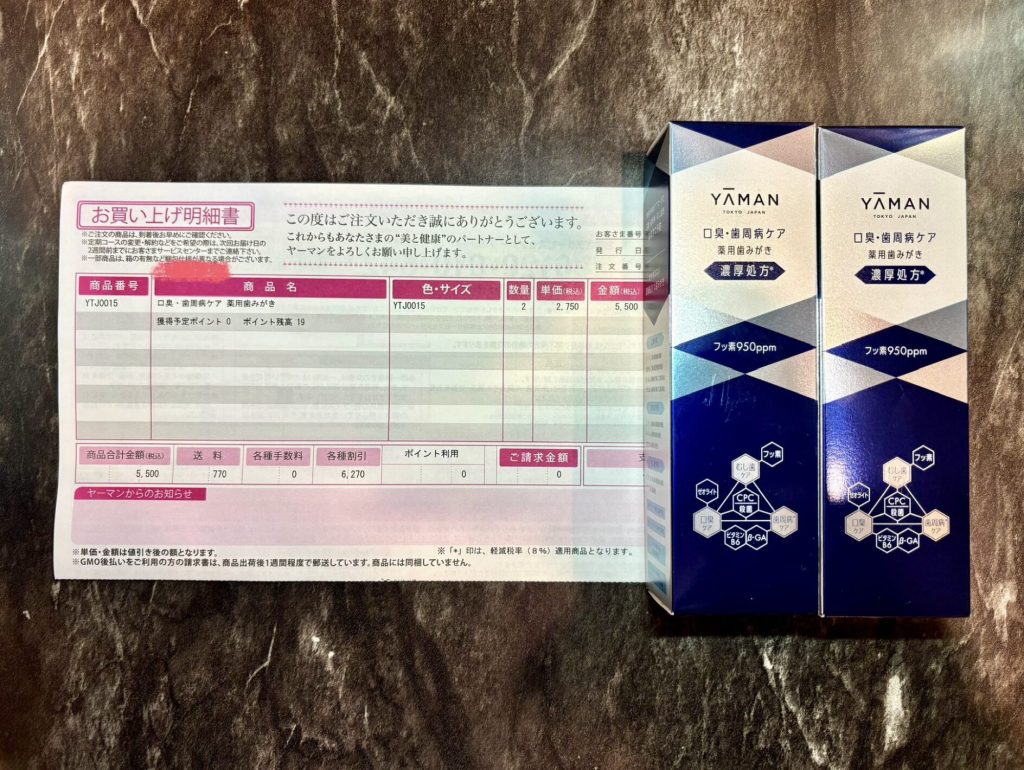 お買い上げ明細書
※ご注文の商品は、到着後お早めにご確認ください。
※定期コースの変更・解約などをご希望の際は、次回お届け日の
2週間前までにお客さまサービスセンターまでご連絡下さい。
※一部商品は、箱の有無など梱包仕様が異なる場合がございます。
この度はご注文いただき誠にありがとうございます。
これからもあなたさまの“美と健康”のパートナーとして、
ヤーマンをよろしくお願い申し上げます。
お客さま番号
発行日
注文番号
商品番号 商品名 色・サイズ 数量 単価(税込) 金額(税込)
YTJ0015 口臭・歯周病ケア 薬用歯みがき YTJ0015 2 2,750 5,500
獲得予定ポイント 0 ポイント残高 19
商品合計金額(税込) 送料 各種手数料 各種割引 ポイント利用 ご請求金額 支
5,500 770 0 6,270 0 0
ヤーマンからのお知らせ
※単価・金額は値引き後の額となります。
※「*」印は、軽減税率(8%)適用商品となります。
※GMO後払いをご利用の方の請求書は、商品出荷後1週間程度で郵送しています。商品には同梱していません。
YAMAN
TOKYO JAPAN
口臭・歯周病ケア
薬用歯みがき
濃厚処方*
フッ素950ppm
フッ素
むし歯
ケア
ゼオライト
CPC
殺菌
口臭
ケア
歯周病*
ケア
ビタミン
B6
β-GA
YAMAN
TOKYO JAPAN
口臭・歯周病ケア
薬用歯みがき
濃厚処方*
フッ素950ppm
フッ素
むし歯
ケア
ゼオライト
CPC
殺菌
口臭
ケア
歯周病*
ケア
ビタミン
B6
β-GA